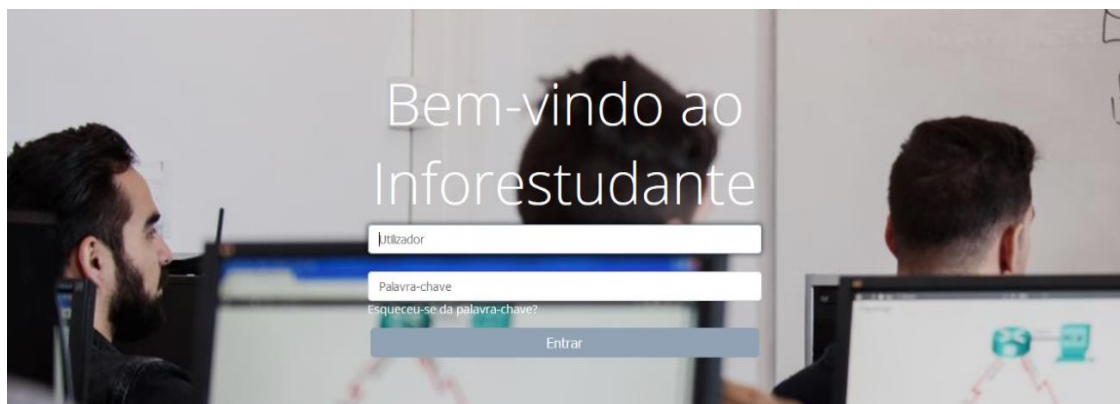 Bem-vindo ao
Inforestudante
Utilizador
Palavra-chave
Esqueceu-se da palavra-chave?
Entrar